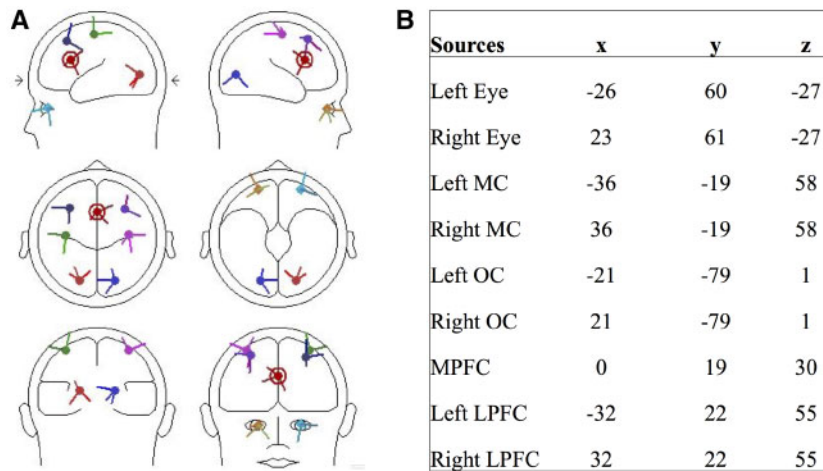 A
B
Sources x y z
Left Eye -26 60 -27
Right Eye 23 61 -27
Left MC -36 -19 58
Right MC 36 -19 58
Left OC -21 -79 1
Right OC 21 -79 1
MPFC 0 19 30
Left LPFC -32 22 55
Right LPFC 32 22 55